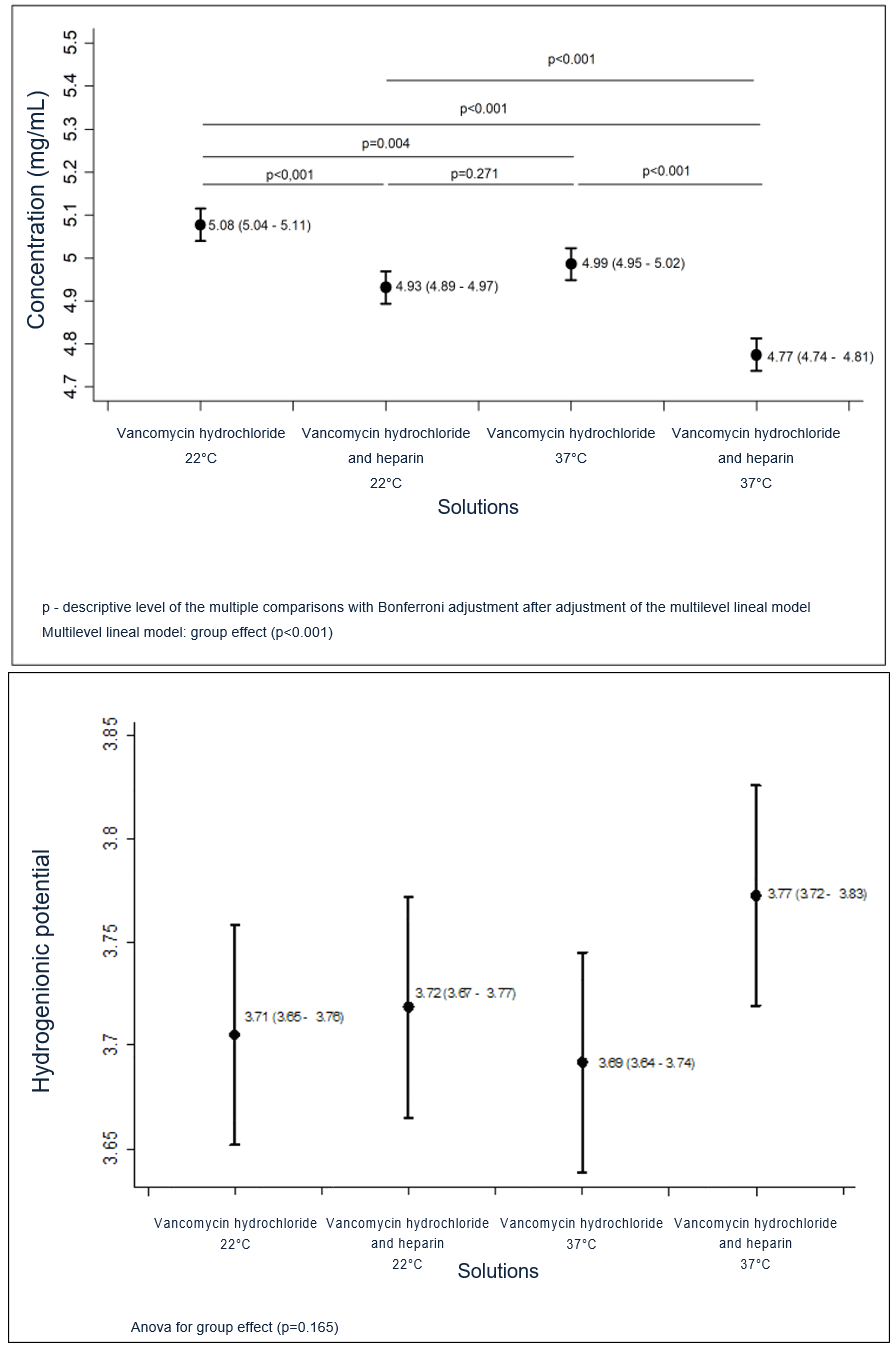 Concentration (mg/mL)
5.5
5.4
5.3
5.2
5.1
5
4.9
4.8
4.7
p<0.001
p<0.001
p=0.004
p<0,001
p=0.271
p<0.001
5.08 (5.04 - 5.11)
4.93 (4.89 - 4.97)
4.99 (4.95 - 5.02)
4.77 (4.74 - 4.81)
Vancomycin hydrochloride
22°C
Vancomycin hydrochloride
and heparin
22°C
Vancomycin hydrochloride
37°C
Vancomycin hydrochloride
and heparin
37°C
Solutions
p - descriptive level of the multiple comparisons with Bonferroni adjustment after adjustment of the multilevel lineal model
Multilevel lineal model: group effect (p<0.001)
Hydrogenionic potential
3.85
3.8
3.75
3.7
3.65
3.71 (3.65 - 3.76)
3.72 (3.67 - 3.77)
3.69 (3.64 - 3.74)
3.77 (3.72 - 3.83)
Vancomycin hydrochloride
22°C
Vancomycin hydrochloride
and heparin
22°C
Vancomycin hydrochloride
37°C
Vancomycin hydrochloride
and heparin
37°C
Solutions
Anova for group effect (p=0.165)